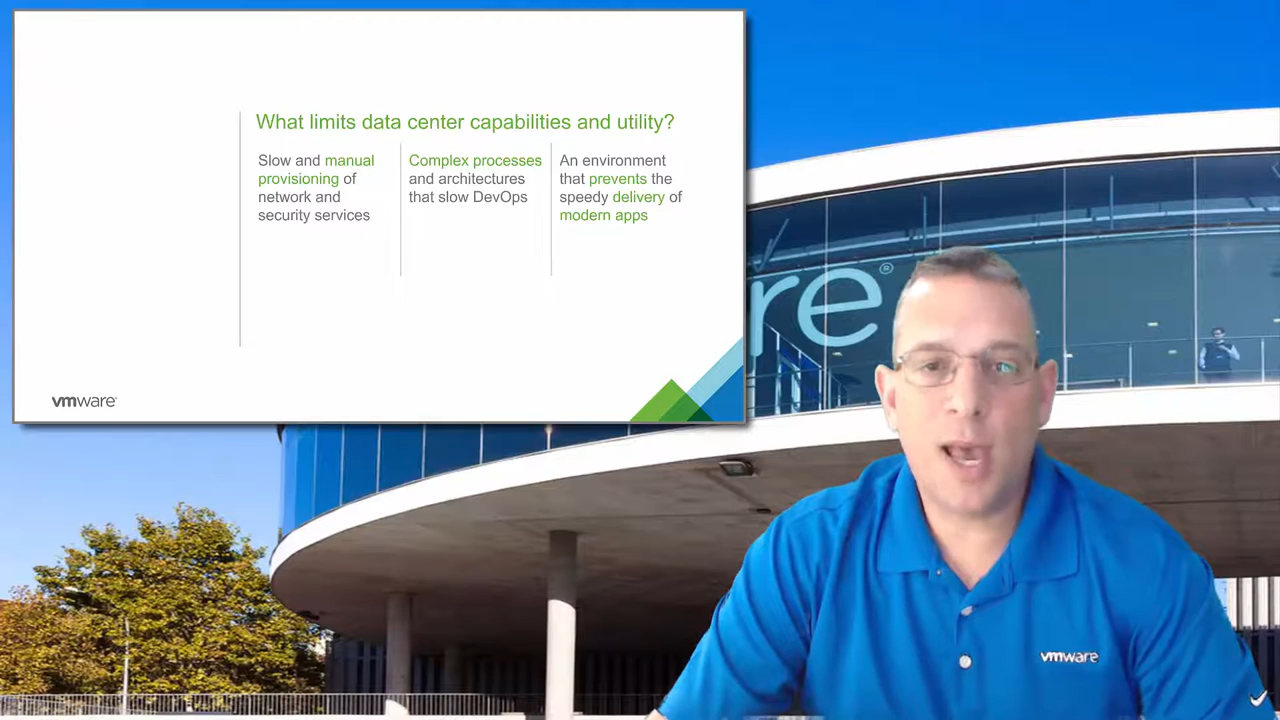 What limits data center capabilities and utility?
Slow and manual
provisioning of
network and
security services
Complex processes
and architectures
that slow DevOps
An environment
that prevents the
speedy delivery of
modern apps
vmware
re®
vmware